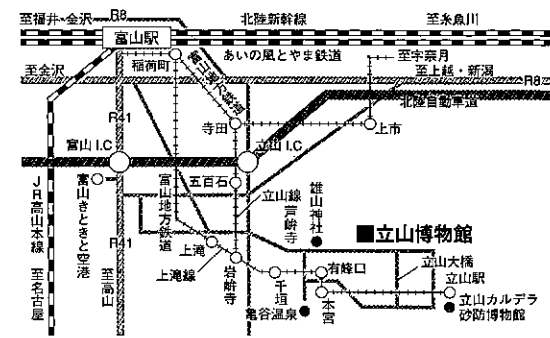 至福井・金沢
R8
北陸新幹線
至糸魚川
富山駅
稲荷町
あいの風とやま鉄道
至宇奈月
至金沢
富山地方鉄道
至上越・新潟
R8
北陸自動車道
R41
寺田
上市
富山I.C
立山I.C
富山きときと空港
富山地方鉄道
五百石
立山線
芦峅寺
雄山神社
■立山博物館
JR高山本線
至名古屋
R41
至高山
上滝
上滝線
岩峅寺
千垣
有峰口
本宮
亀谷温泉
立山大橋
立山駅
立山カルデラ
砂防博物館